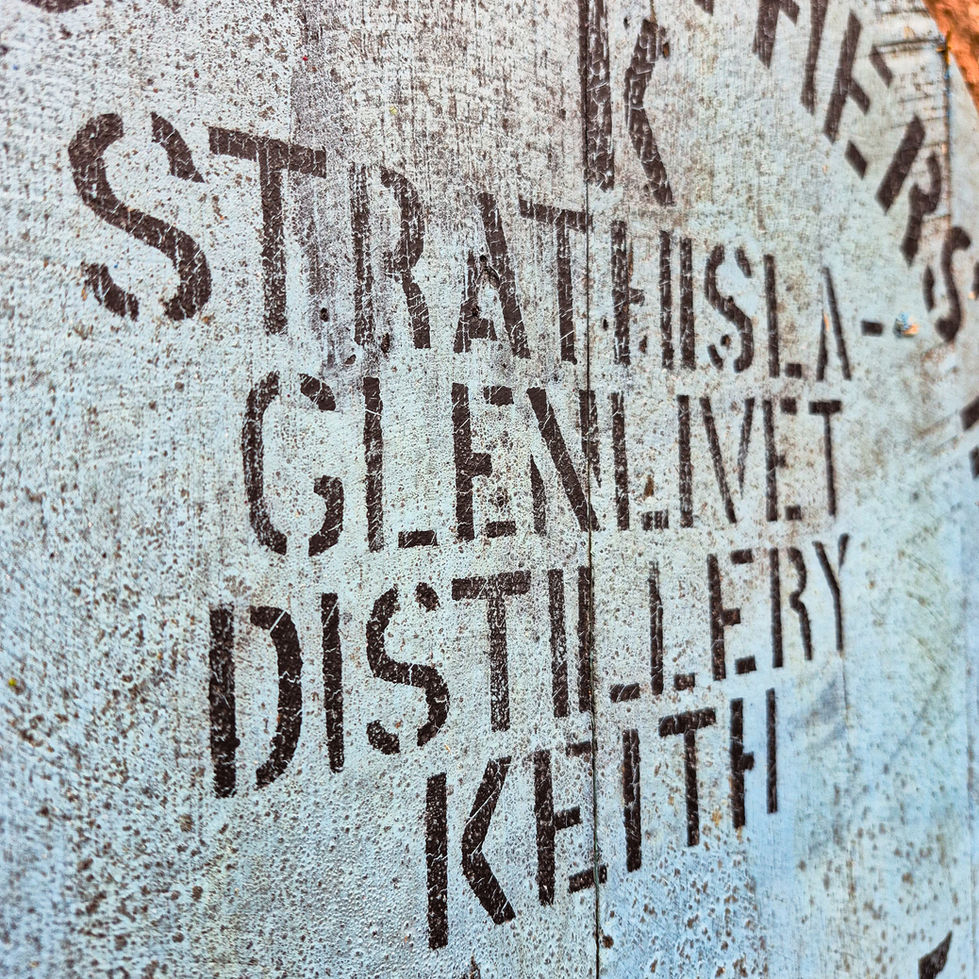 K
STRATHISLA-
GLENLIVET
DISTILLERY
KEITH